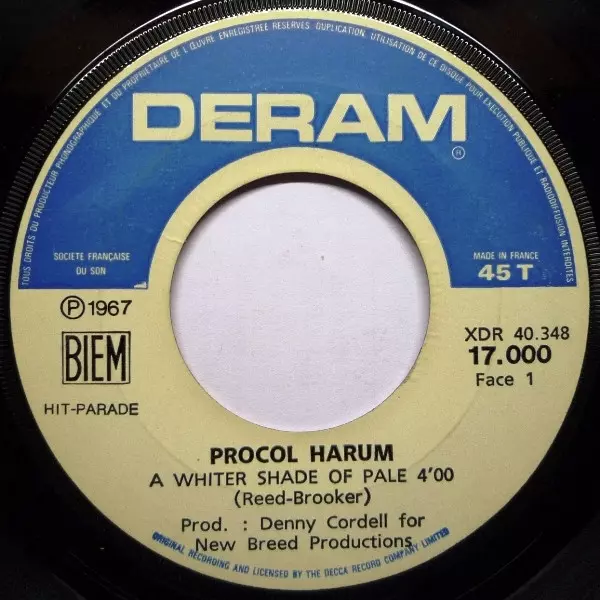 TOUS DROITS DU PRODUCTEUR PHONOGRAPHIQUE ET DU PROPRIETAIRE DE L'ŒUVRE ENREGISTREE RESERVES. DUPLICATION, UTILISATION DE CE DISQUE POUR EXECUTION PUBLIQUE ET RADIODIFFUSION INTERDITES
DERAM®
SOCIETE FRANÇAISE
DU SON
MADE IN FRANCE
45 T
Ⓟ 1967
BIEM
HIT-PARADE
XDR 40.348
17.000
Face 1
PROCOL HARUM
A WHITER SHADE OF PALE 4'00
(Reed-Brooker)
Prod. : Denny Cordell for
New Breed Productions
ORIGINAL RECORDING AND LICENSED BY THE DECCA RECORD COMPANY LIMITED